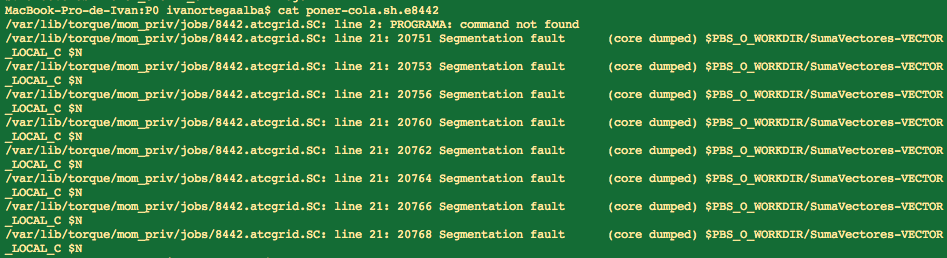 MacBook-Pro-de-Ivan:P0 ivanortegaalba$ cat poner-cola.sh.e8442
/var/lib/torque/mom_priv/jobs/8442.atcgrid.SC: line 2: PROGRAMA: command not found
/var/lib/torque/mom_priv/jobs/8442.atcgrid.SC: line 21: 20751 Segmentation fault      (core dumped) $PBS_O_WORKDIR/SumaVectores-VECTOR
_LOCAL_C $N
/var/lib/torque/mom_priv/jobs/8442.atcgrid.SC: line 21: 20753 Segmentation fault      (core dumped) $PBS_O_WORKDIR/SumaVectores-VECTOR
_LOCAL_C $N
/var/lib/torque/mom_priv/jobs/8442.atcgrid.SC: line 21: 20756 Segmentation fault      (core dumped) $PBS_O_WORKDIR/SumaVectores-VECTOR
_LOCAL_C $N
/var/lib/torque/mom_priv/jobs/8442.atcgrid.SC: line 21: 20760 Segmentation fault      (core dumped) $PBS_O_WORKDIR/SumaVectores-VECTOR
_LOCAL_C $N
/var/lib/torque/mom_priv/jobs/8442.atcgrid.SC: line 21: 20762 Segmentation fault      (core dumped) $PBS_O_WORKDIR/SumaVectores-VECTOR
_LOCAL_C $N
/var/lib/torque/mom_priv/jobs/8442.atcgrid.SC: line 21: 20764 Segmentation fault      (core dumped) $PBS_O_WORKDIR/SumaVectores-VECTOR
_LOCAL_C $N
/var/lib/torque/mom_priv/jobs/8442.atcgrid.SC: line 21: 20766 Segmentation fault      (core dumped) $PBS_O_WORKDIR/SumaVectores-VECTOR
_LOCAL_C $N
/var/lib/torque/mom_priv/jobs/8442.atcgrid.SC: line 21: 20768 Segmentation fault      (core dumped) $PBS_O_WORKDIR/SumaVectores-VECTOR
_LOCAL_C $N